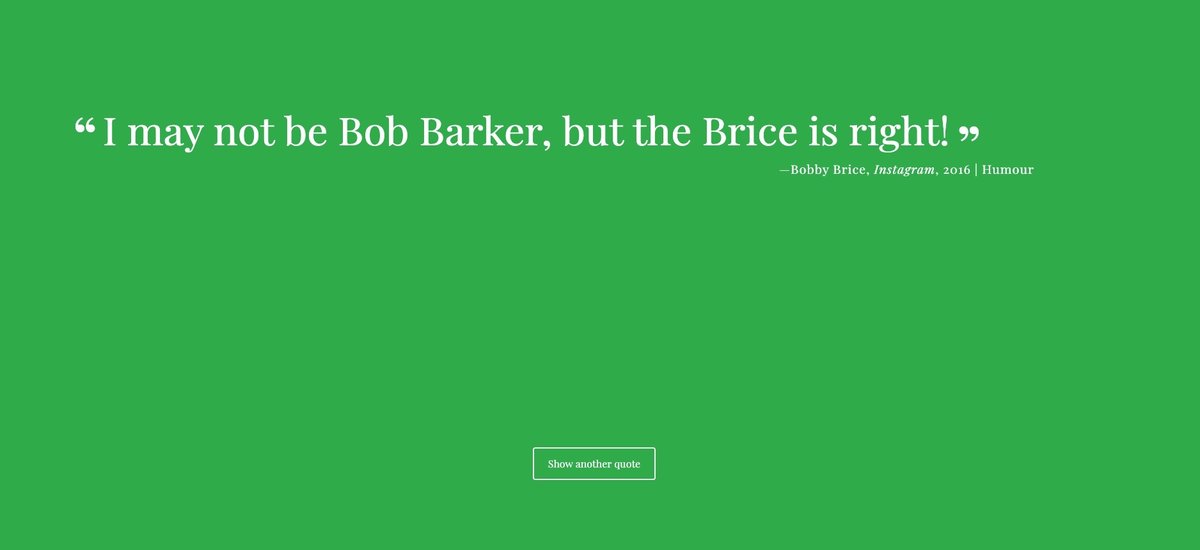 “ I may not be Bob Barker, but the Brice is right! ”
—Bobby Brice, Instagram, 2016 | Humour
Show another quote